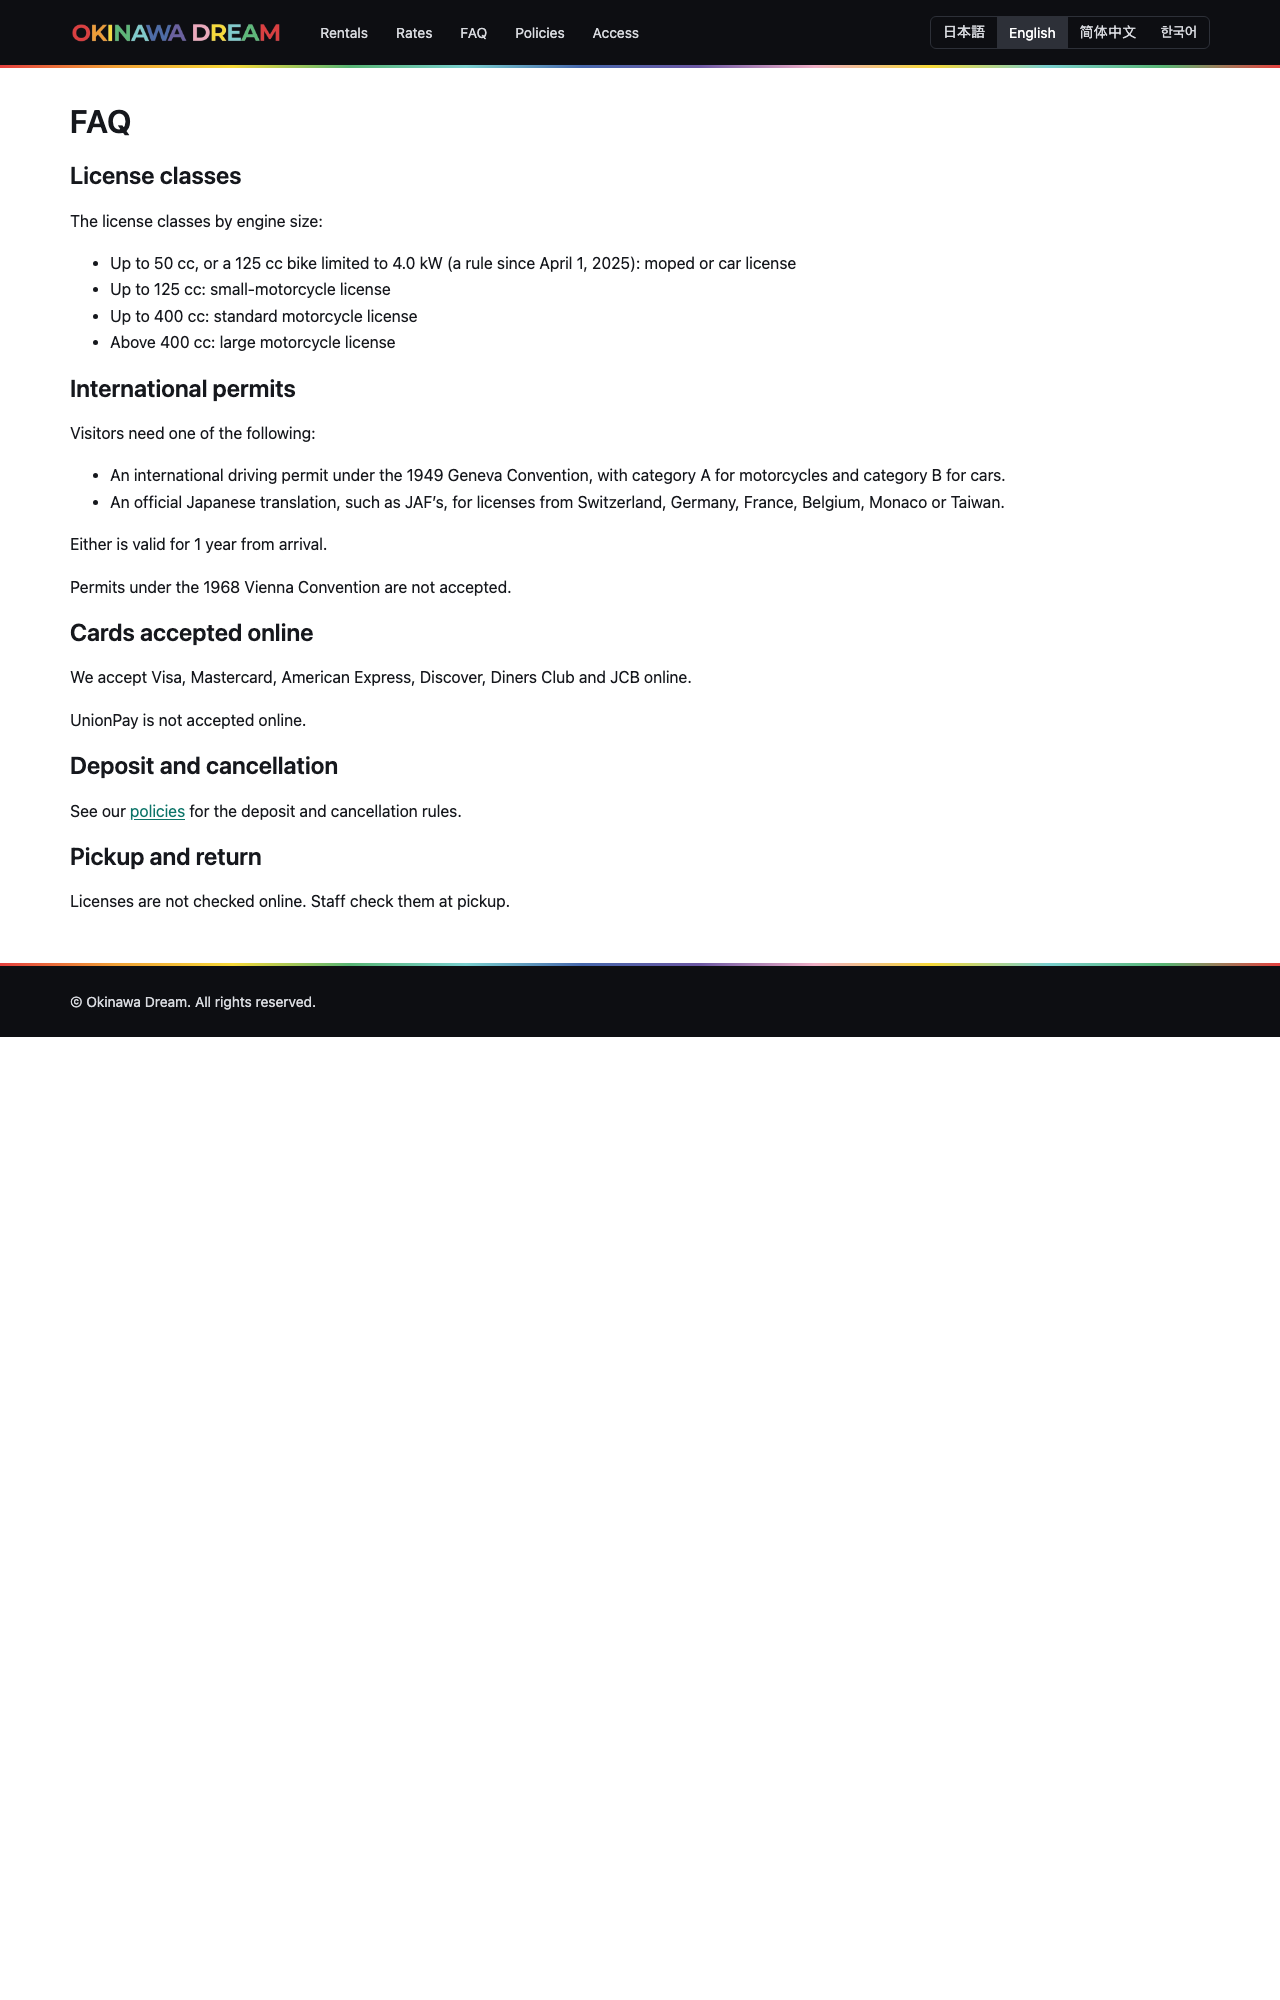 OKINAWA DREAM
Rentals Rates FAQ Policies Access
日本語 English 简体中文 한국어
FAQ
License classes
The license classes by engine size:
• Up to 50 cc, or a 125 cc bike limited to 4.0 kW (a rule since April 1, 2025): moped or car license
• Up to 125 cc: small-motorcycle license
• Up to 400 cc: standard motorcycle license
• Above 400 cc: large motorcycle license
International permits
Visitors need one of the following:
• An international driving permit under the 1949 Geneva Convention, with category A for motorcycles and category B for cars.
• An official Japanese translation, such as JAF’s, for licenses from Switzerland, Germany, France, Belgium, Monaco or Taiwan.
Either is valid for 1 year from arrival.
Permits under the 1968 Vienna Convention are not accepted.
Cards accepted online
We accept Visa, Mastercard, American Express, Discover, Diners Club and JCB online.
UnionPay is not accepted online.
Deposit and cancellation
See our policies for the deposit and cancellation rules.
Pickup and return
Licenses are not checked online. Staff check them at pickup.
© Okinawa Dream. All rights reserved.